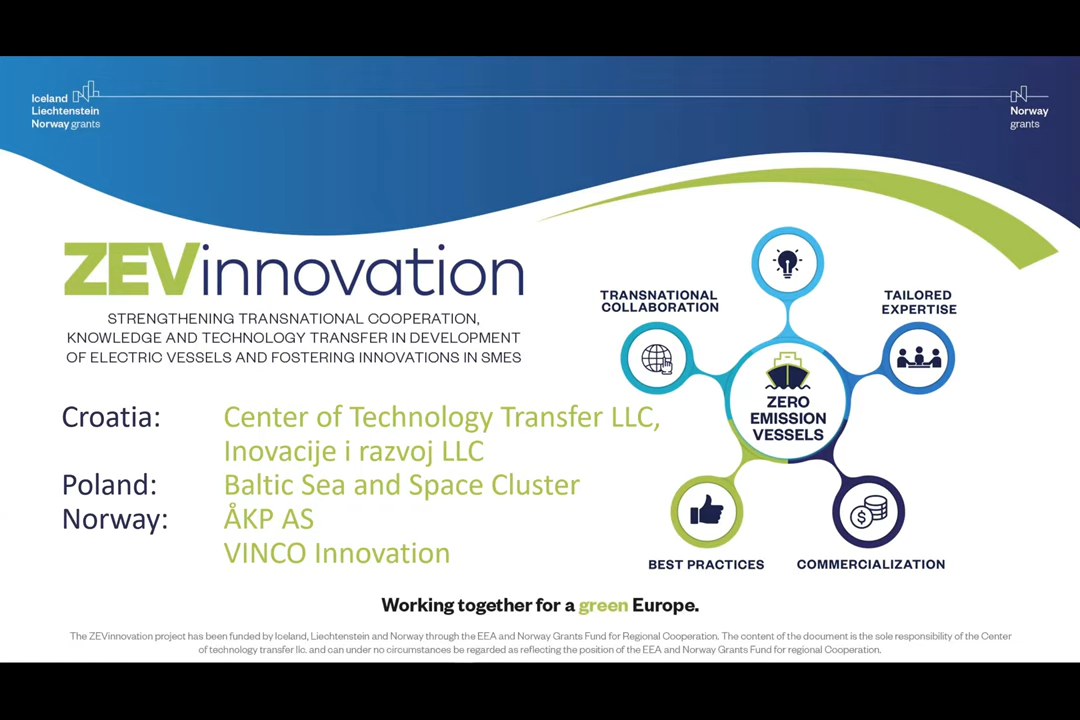 Iceland
Liechtenstein
Norway grants
Norway
grants
ZEVinnovation
STRENGTHENING TRANSNATIONAL COOPERATION,
KNOWLEDGE AND TECHNOLOGY TRANSFER IN DEVELOPMENT
OF ELECTRIC VESSELS AND FOSTERING INNOVATIONS IN SMES
Croatia: Center of Technology Transfer LLC,
Inovacije i razvoj LLC
Poland: Baltic Sea and Space Cluster
Norway: ÅKP AS
VINCO Innovation
TRANSNATIONAL
COLLABORATION
TAILORED
EXPERTISE
ZERO
EMISSION
VESSELS
$
BEST PRACTICES
COMMERCIALIZATION
Working together for a green Europe.
The ZEVinnovation project has been funded by Iceland, Liechtenstein and Norway through the EEA and Norway Grants Fund for Regional Cooperation. The content of the document is the sole responsibility of the Center
of technology transfer llc. and can under no circumstances be regarded as reflecting the position of the EEA and Norway Grants Fund for regional Cooperation.